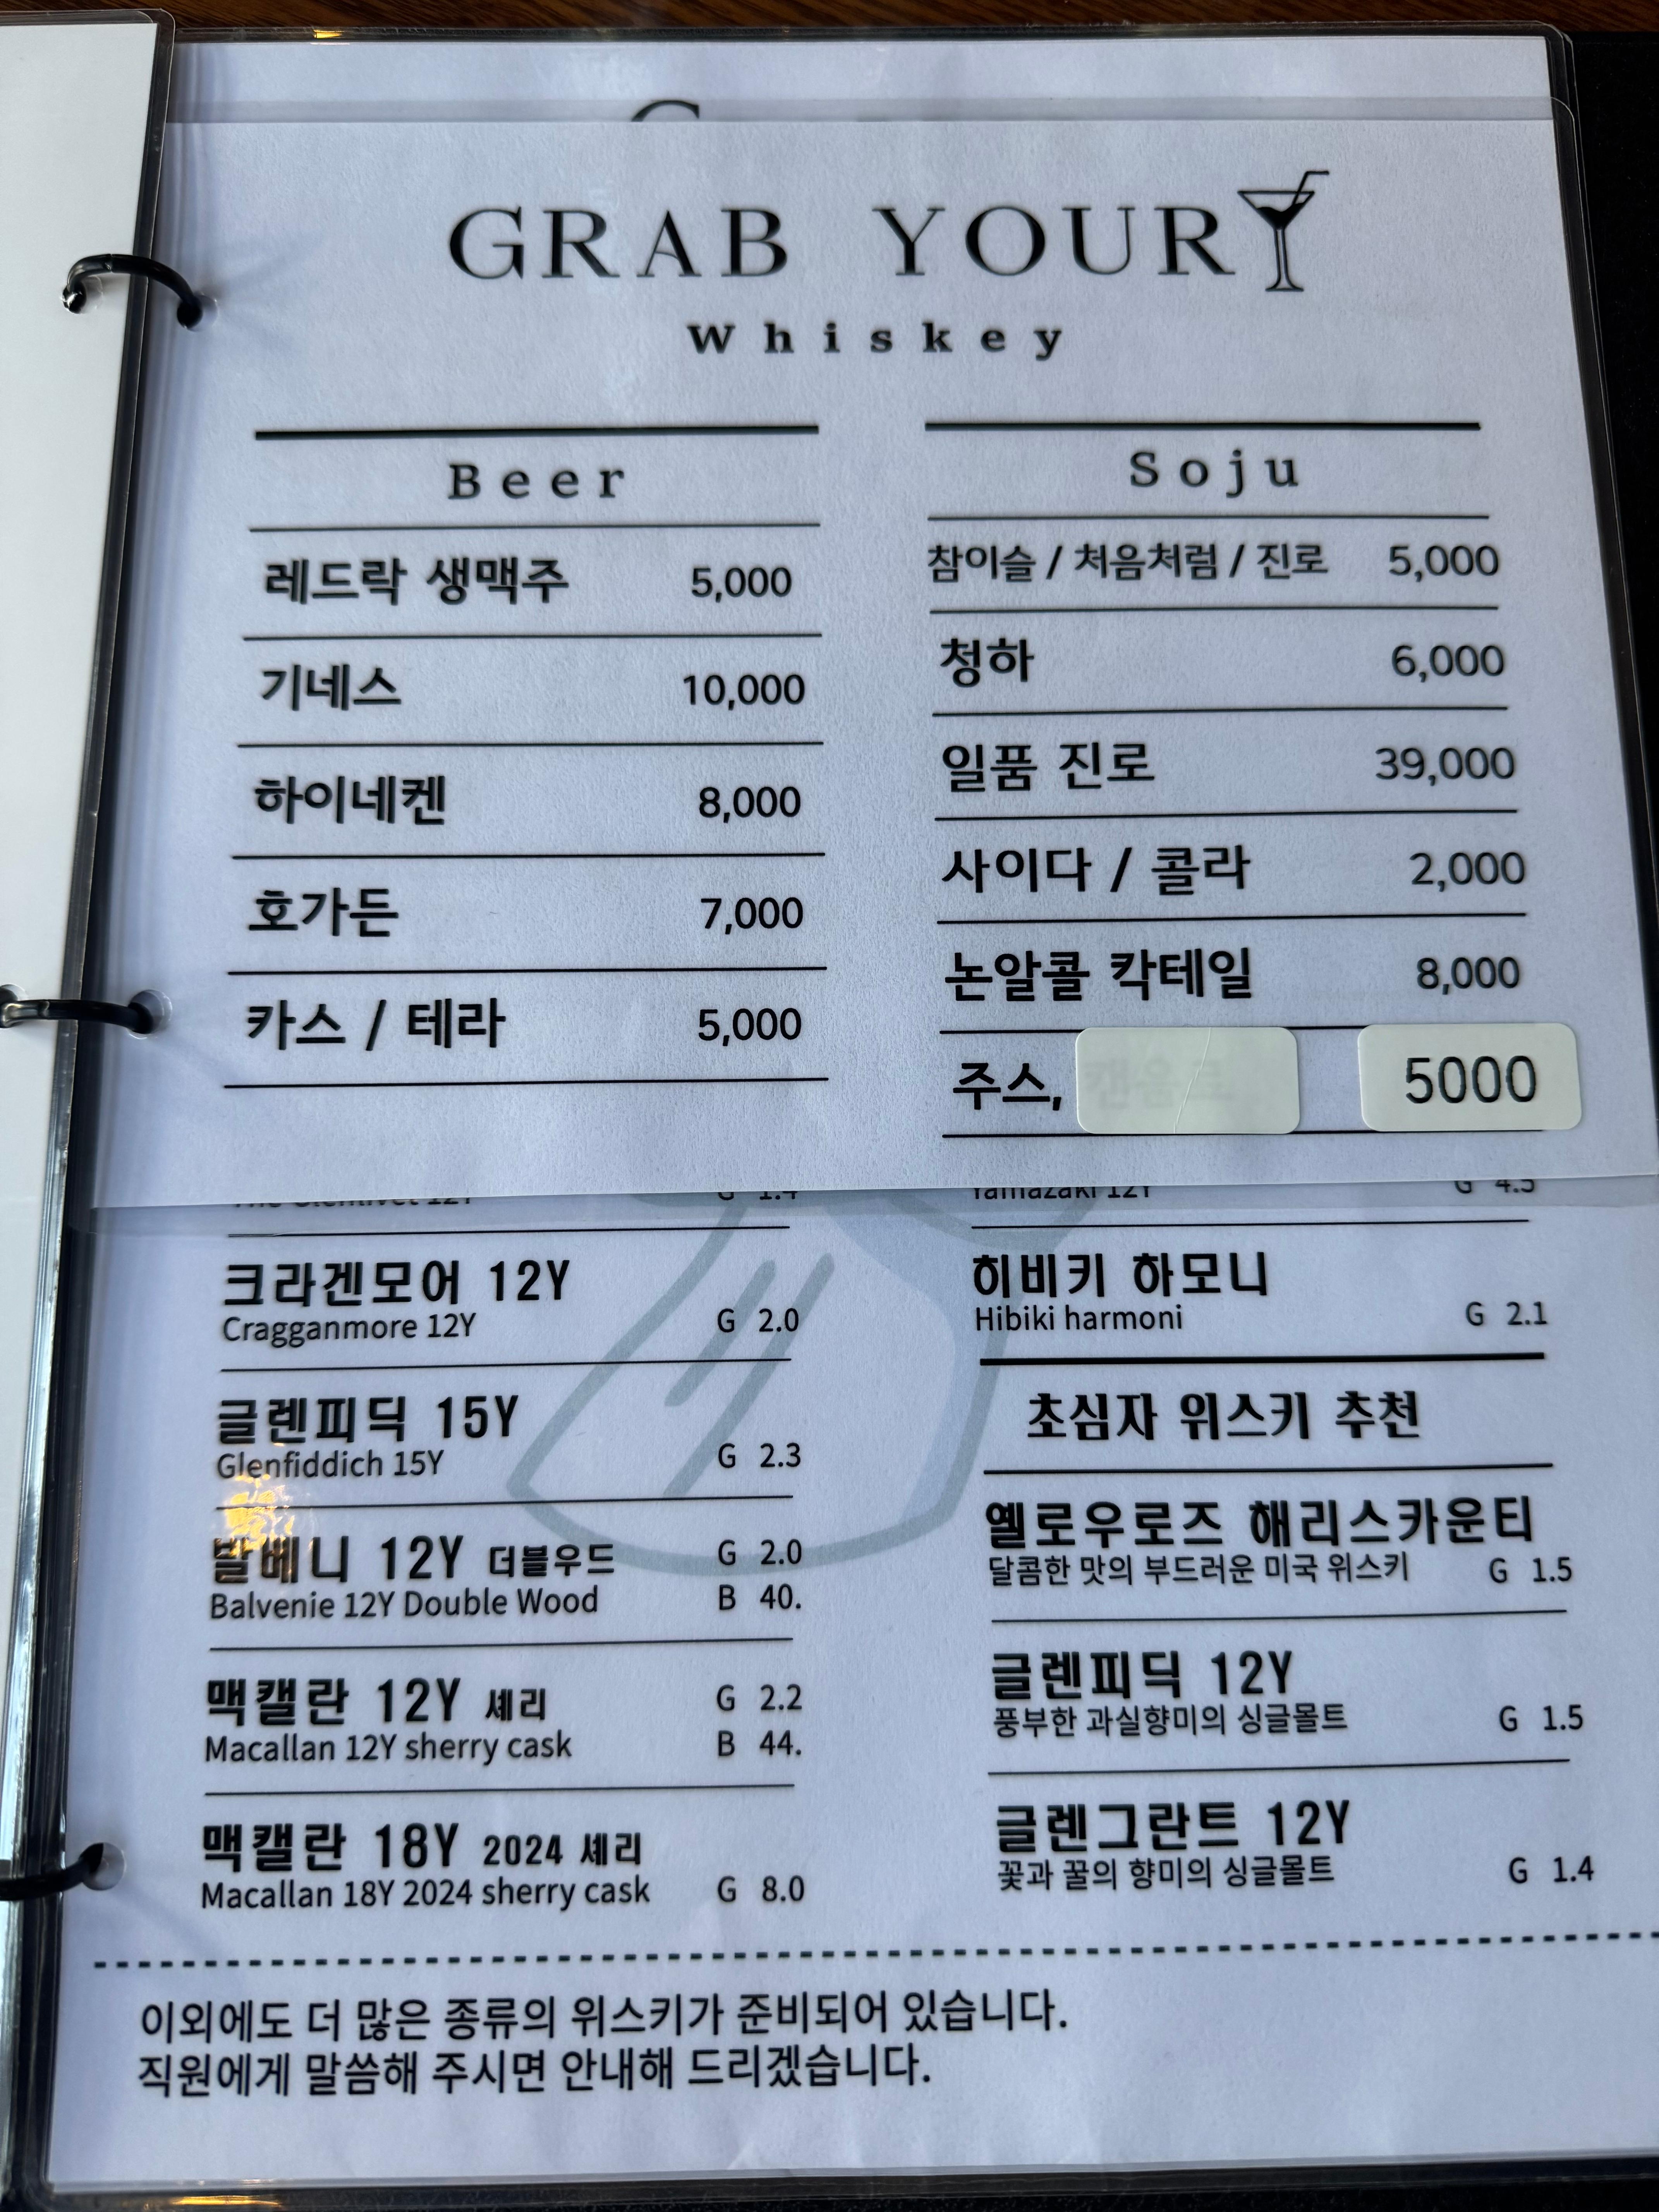 GRAB YOUR
Whiskey
Beer
레드락 생맥주 5,000
기네스 10,000
하이네켄 8,000
호가든 7,000
카스 / 테라 5,000
Soju
참이슬 / 처음처럼 / 진로 5,000
청하 6,000
일품 진로 39,000
사이다 / 콜라 2,000
논알콜 칵테일 8,000
주스, 5000
The Glenlivet 12Y G 1.4
크라겐모어 12Y
Cragganmore 12Y G 2.0
글렌피딕 15Y
Glenfiddich 15Y G 2.3
발베니 12Y 더블우드 G 2.0
Balvenie 12Y Double Wood B 40.
맥캘란 12Y 셰리 G 2.2
Macallan 12Y sherry cask B 44.
맥캘란 18Y 2024 셰리
Macallan 18Y 2024 sherry cask G 8.0
Yamazaki 12Y G 4.5
히비키 하모니
Hibiki harmoni G 2.1
초심자 위스키 추천
옐로우로즈 해리스카운티
달콤한 맛의 부드러운 미국 위스키 G 1.5
글렌피딕 12Y
풍부한 과실향미의 싱글몰트 G 1.5
글렌그란트 12Y
꽃과 꿀의 향미의 싱글몰트 G 1.4
이외에도 더 많은 종류의 위스키가 준비되어 있습니다.
직원에게 말씀해 주시면 안내해 드리겠습니다.